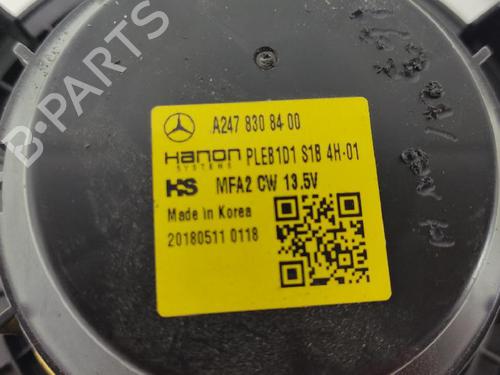 A247 830 84 00
Hanon PLEB1D1 S1B 4H-01
SYSTEMS
HS MFA2 CW 13.5V
Made in Korea
20180511 0118